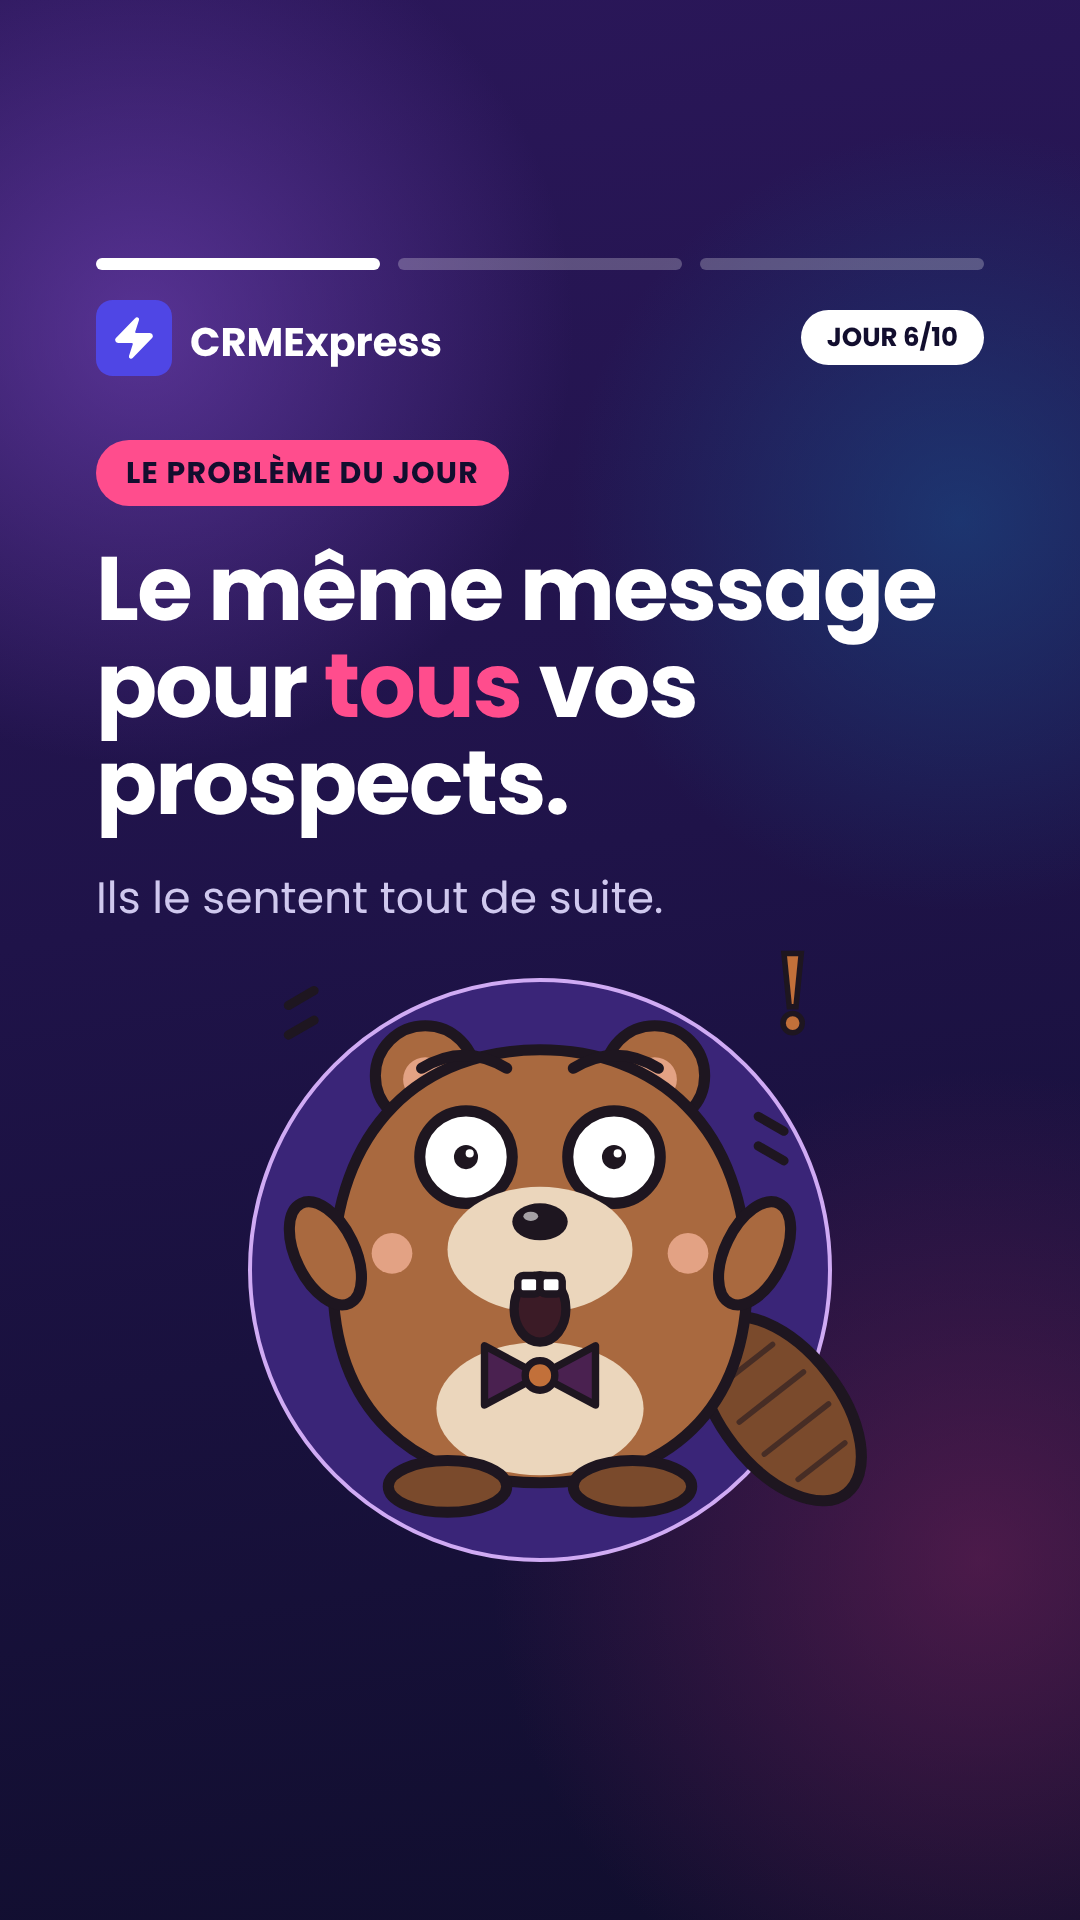 CRMExpress
JOUR 6/10
LE PROBLÈME DU JOUR
Le même message
pour tous vos
prospects.
Ils le sentent tout de suite.
!